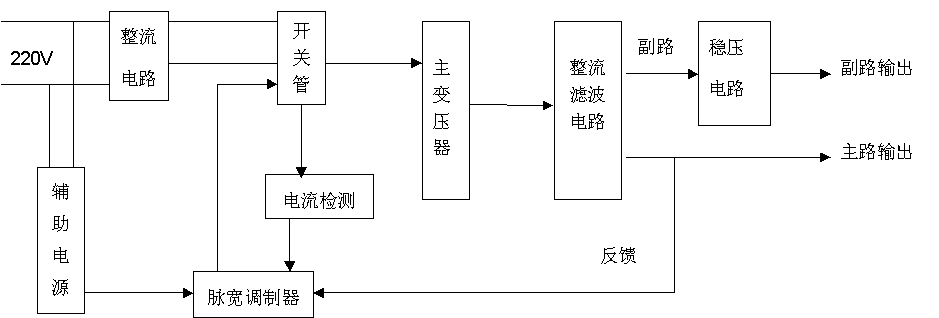 220V
整流
电路
开关管
主变压器
整流
滤波
电路
副路
稳压
电路
副路输出
主路输出
辅助电源
电流检测
反馈
脉宽调制器